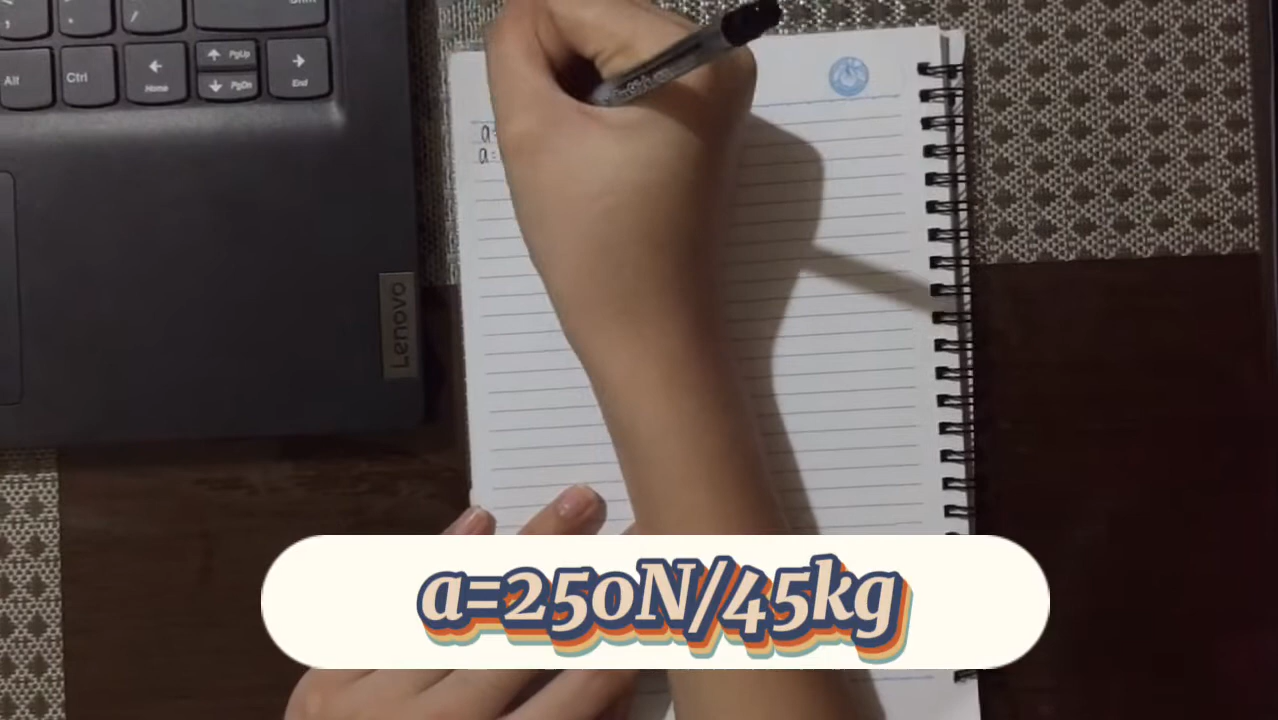 Alt
Ctrl
Home
PgUp
PgDn
End
Lenovo
a=
a=
a=250N/45kg